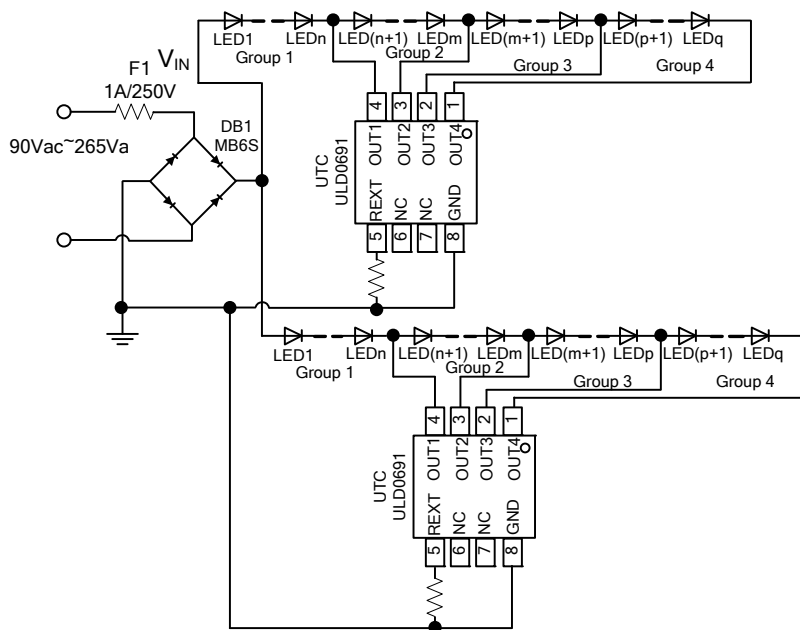 LED1
LEDn
LED(n+1)
LEDm
LED(m+1)
LEDp
LED(p+1)
LEDq
Group 1
Group 2
Group 3
Group 4
VIN
F1
1A/250V
90Vac~265Va
DB1
MB6S
4
3
2
1
OUT1
OUT2
OUT3
OUT4
UTC
ULD0691
REXT
NC
NC
GND
5
6
7
8
LED1
LEDn
LED(n+1)
LEDm
LED(m+1)
LEDp
LED(p+1)
LEDq
Group 1
Group 2
Group 3
Group 4
4
3
2
1
OUT1
OUT2
OUT3
OUT4
UTC
ULD0691
REXT
NC
NC
GND
5
6
7
8